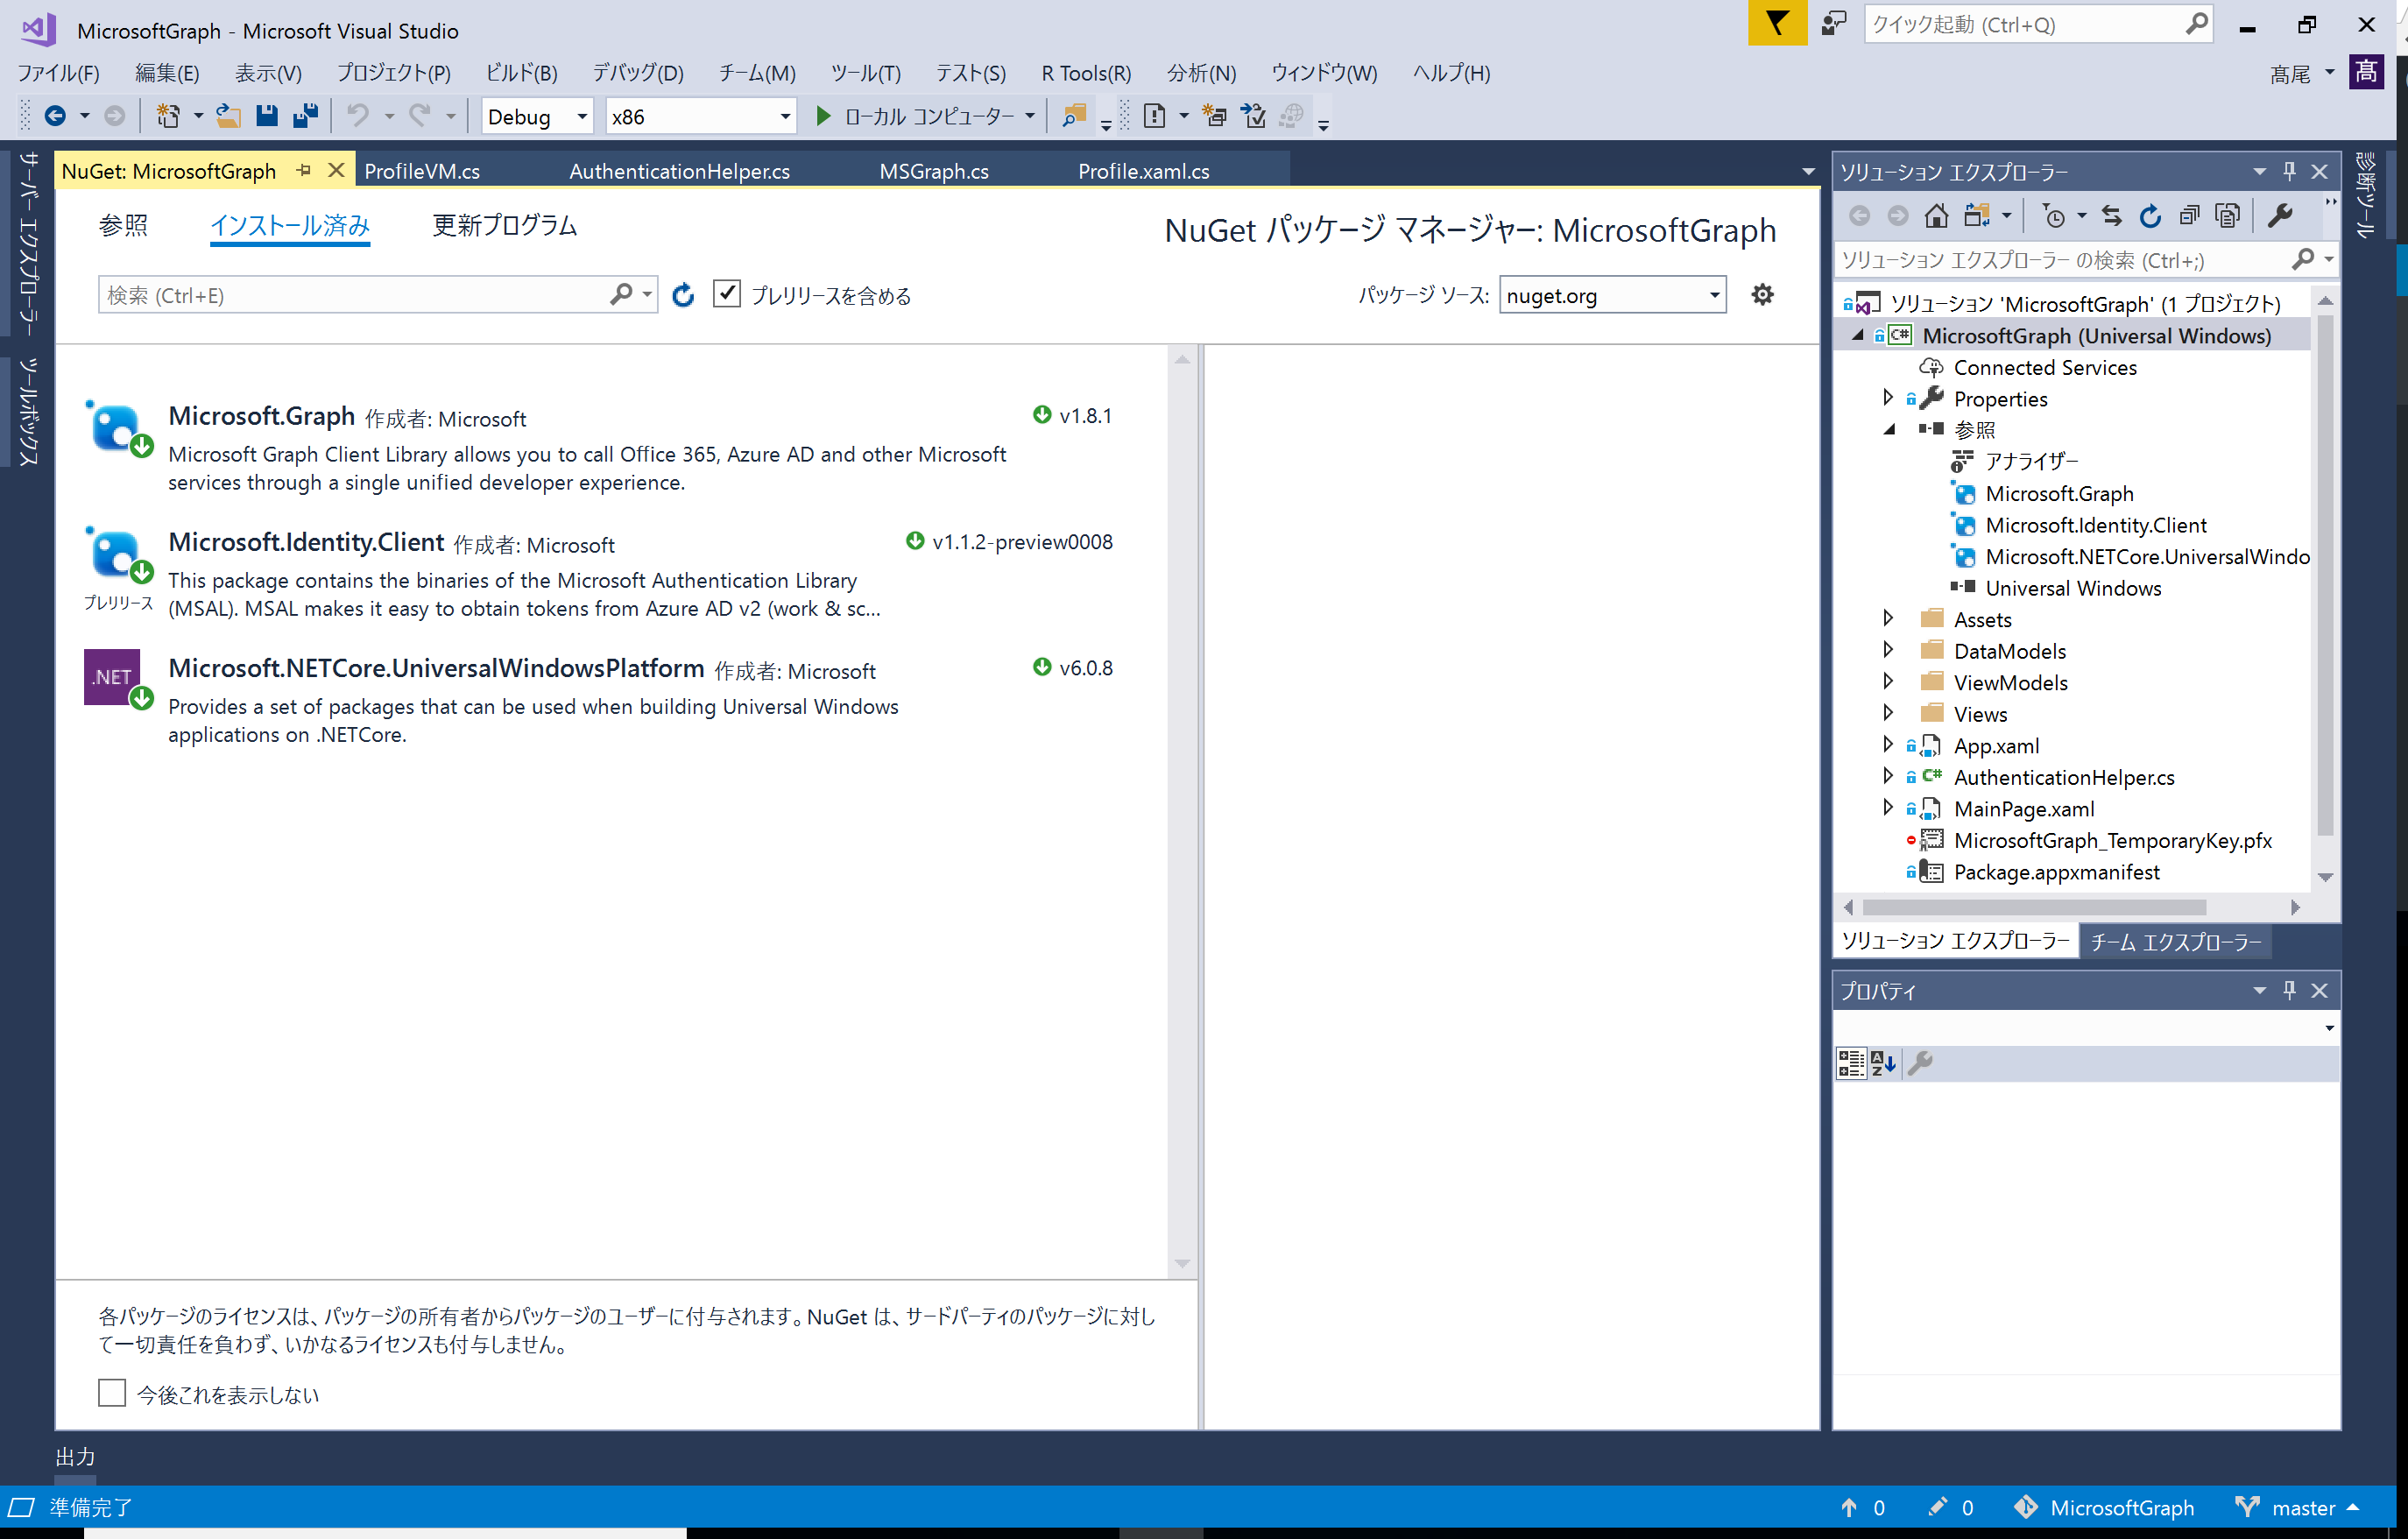 MicrosoftGraph - Microsoft Visual Studio
クイック起動 (Ctrl+Q)
ファイル(F) 編集(E) 表示(V) プロジェクト(P) ビルド(B) デバッグ(D) チーム(M) ツール(T) テスト(S) R Tools(R) 分析(N) ウィンドウ(W) ヘルプ(H)
髙尾 髙
Debug x86 ローカル コンピューター
サーバー エクスプローラー
ツールボックス
NuGet: MicrosoftGraph ProfileVM.cs AuthenticationHelper.cs MSGraph.cs Profile.xaml.cs
参照 インストール済み 更新プログラム
NuGet パッケージ マネージャー: MicrosoftGraph
検索 (Ctrl+E) プレリリースを含める
パッケージ ソース: nuget.org
Microsoft.Graph 作成者: Microsoft v1.8.1
Microsoft Graph Client Library allows you to call Office 365, Azure AD and other Microsoft
services through a single unified developer experience.
Microsoft.Identity.Client 作成者: Microsoft v1.1.2-preview0008
This package contains the binaries of the Microsoft Authentication Library
プレリリース (MSAL). MSAL makes it easy to obtain tokens from Azure AD v2 (work & sc...
.NET
Microsoft.NETCore.UniversalWindowsPlatform 作成者: Microsoft v6.0.8
Provides a set of packages that can be used when building Universal Windows
applications on .NETCore.
各パッケージのライセンスは、パッケージの所有者からパッケージのユーザーに付与されます。NuGet は、サードパーティのパッケージに対し
て一切責任を負わず、いかなるライセンスも付与しません。
今後これを表示しない
ソリューション エクスプローラー
ソリューション エクスプローラー の検索 (Ctrl+;)
ソリューション 'MicrosoftGraph' (1 プロジェクト)
C# MicrosoftGraph (Universal Windows)
Connected Services
Properties
参照
アナライザー
Microsoft.Graph
Microsoft.Identity.Client
Microsoft.NETCore.UniversalWindo
Universal Windows
Assets
DataModels
ViewModels
Views
App.xaml
C# AuthenticationHelper.cs
MainPage.xaml
MicrosoftGraph_TemporaryKey.pfx
Package.appxmanifest
ソリューション エクスプローラー チーム エクスプローラー
プロパティ
診断ツール
出力
準備完了
0 0 MicrosoftGraph master